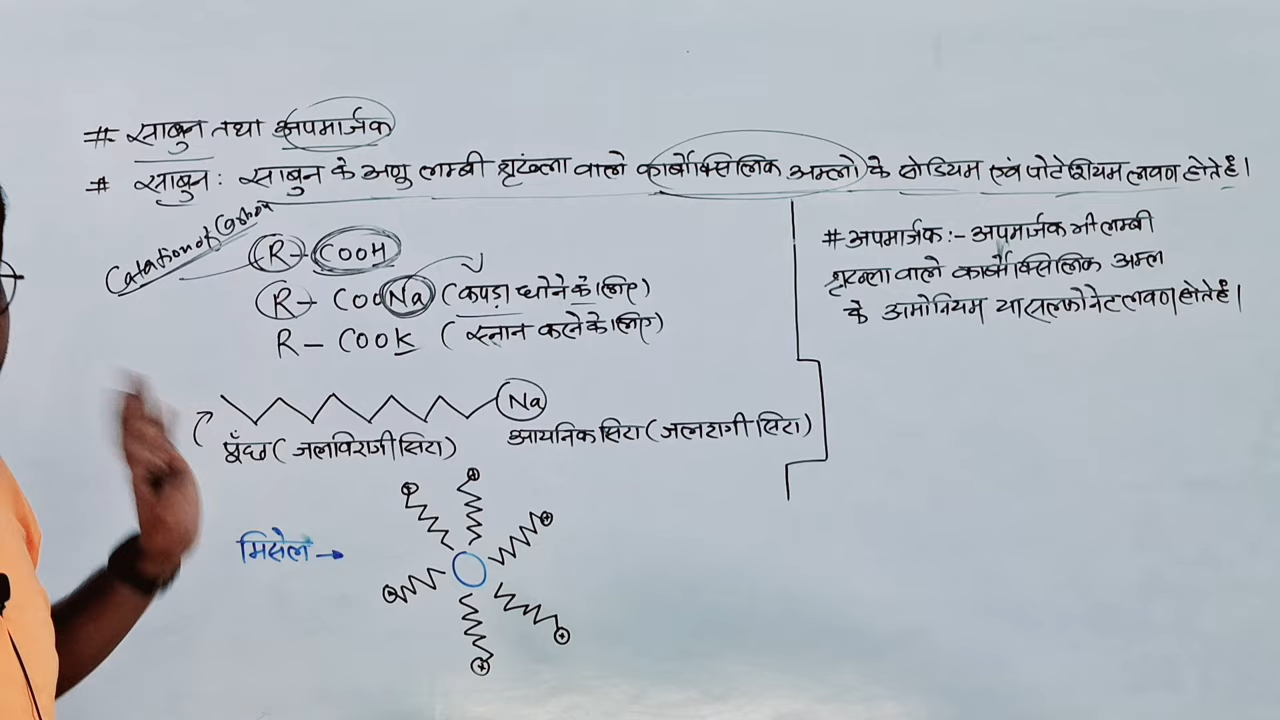 # साबुन तथा अपमार्जक
# साबुन: साबुन के अणु लम्बी शृंखला वाले कार्बोक्सिलिक अम्लो के सोडियम एवं पोटेशियम लवण होते हैं।
Catation of Carbon
R - COOH
R - COONa (कपड़ा धोने के लिए)
R - COOK (स्नान करने के लिए)
Na
पूँछ (जलविरागी सिरा)
आयनिक सिरा (जलरागी सिरा)
मिसेल →
# अपमार्जक :- अपमार्जक भी लम्बी
शृंखला वाले कार्बोक्सिलिक अम्ल
के अमोनियम या सल्फोनेट लवण होते हैं।